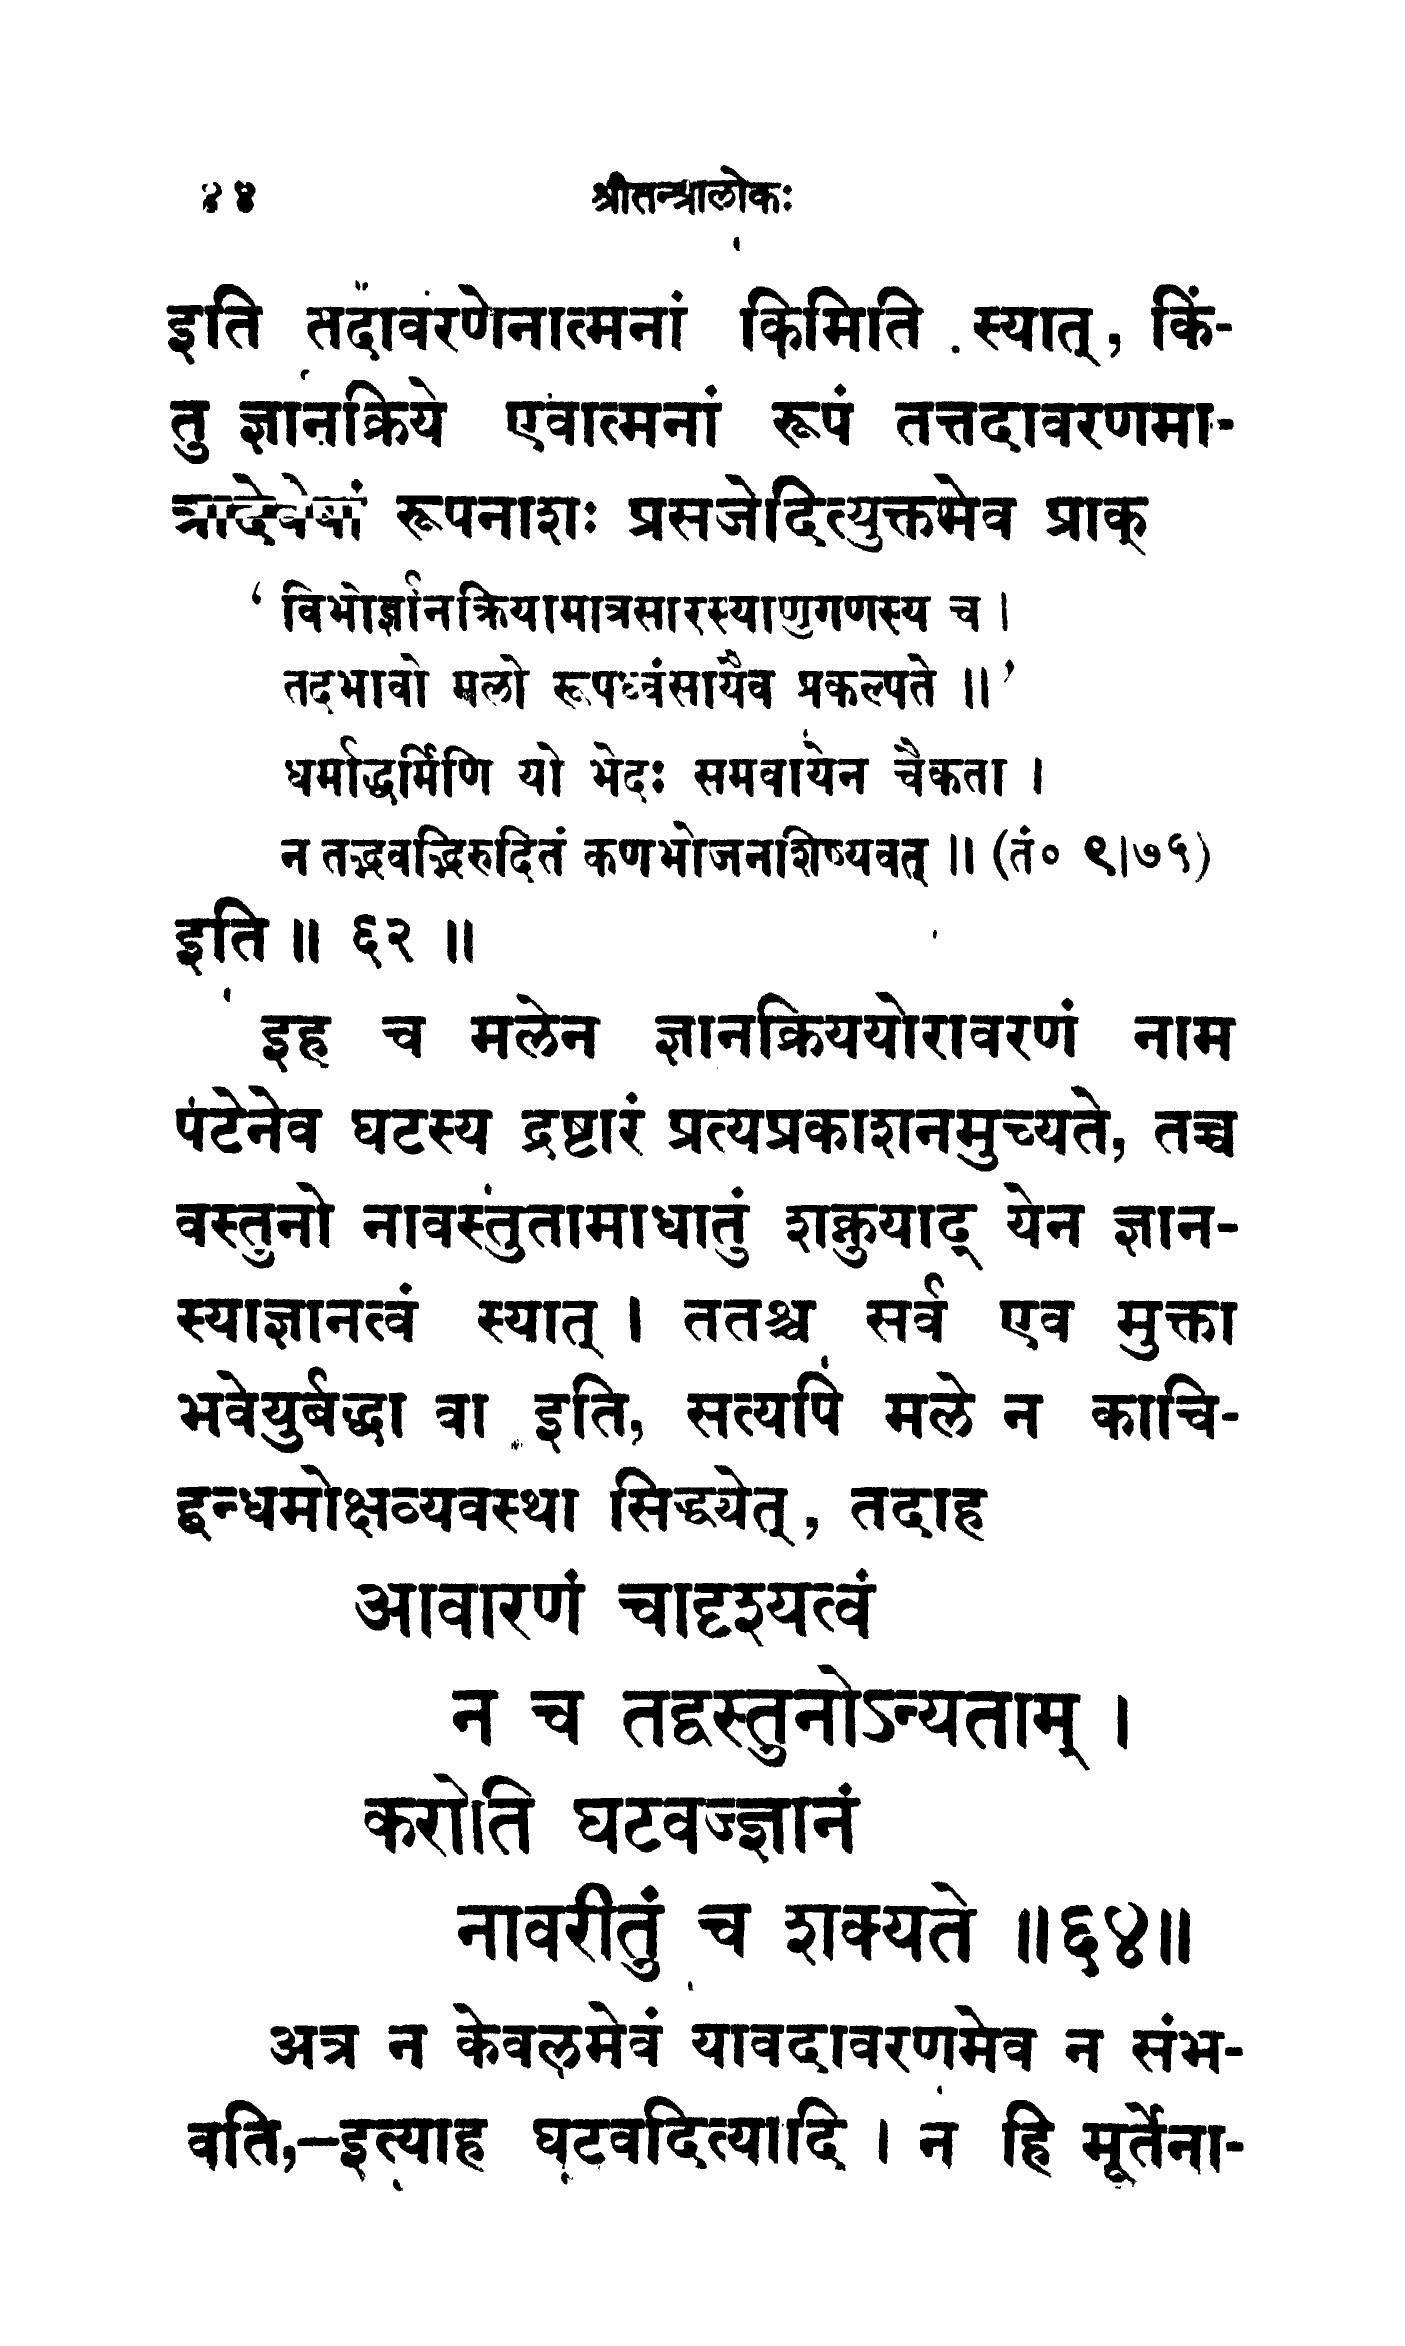 ४४ श्रीतन्त्रालोकः
इति तदावरणेनात्मनां किमिति स्यात्, किं-
तु ज्ञानक्रिये एवात्मनां रूपं तत्तदावरणमा-
त्रादेवेषां रूपनाशः प्रसजेदित्युक्तमेव प्राक्
‘विभोर्ज्ञानक्रियामात्रसारस्याणुगणस्य च ।
तदभावो मलो रूपध्वंसायैव प्रकल्पते ॥’
धर्माद्धर्मिणि यो भेदः समवायेन चैकता ।
न तद्भवद्भिरुदितं कणभोजनशिष्यवत् ॥ (तं० ९।७५)
इति ॥ ६२ ॥
इह च मलेन ज्ञानक्रिययोरावरणं नाम
पटेनेव घटस्य द्रष्टारं प्रत्यप्रकाशनमुच्यते, तच्च
वस्तुनो नावस्तुतामाधातुं शक्नुयाद् येन ज्ञान-
स्याज्ञानत्वं स्यात् । ततश्च सर्व एव मुक्ता
भवेयुर्बद्धा वा इति, सत्यपि मले न काचि-
द्बन्धमोक्षव्यवस्था सिद्ध्येत्, तदाह
आवारणं चादृश्यत्वं
न च तद्वस्तुनोऽन्यताम् ।
करोति घटवज्ज्ञानं
नावरीतुं च शक्यते ॥६४॥
अत्र न केवलमेवं यावदावरणमेव न संभ-
वति,–इत्याह घटवदित्यादि । न हि मूर्तेना-